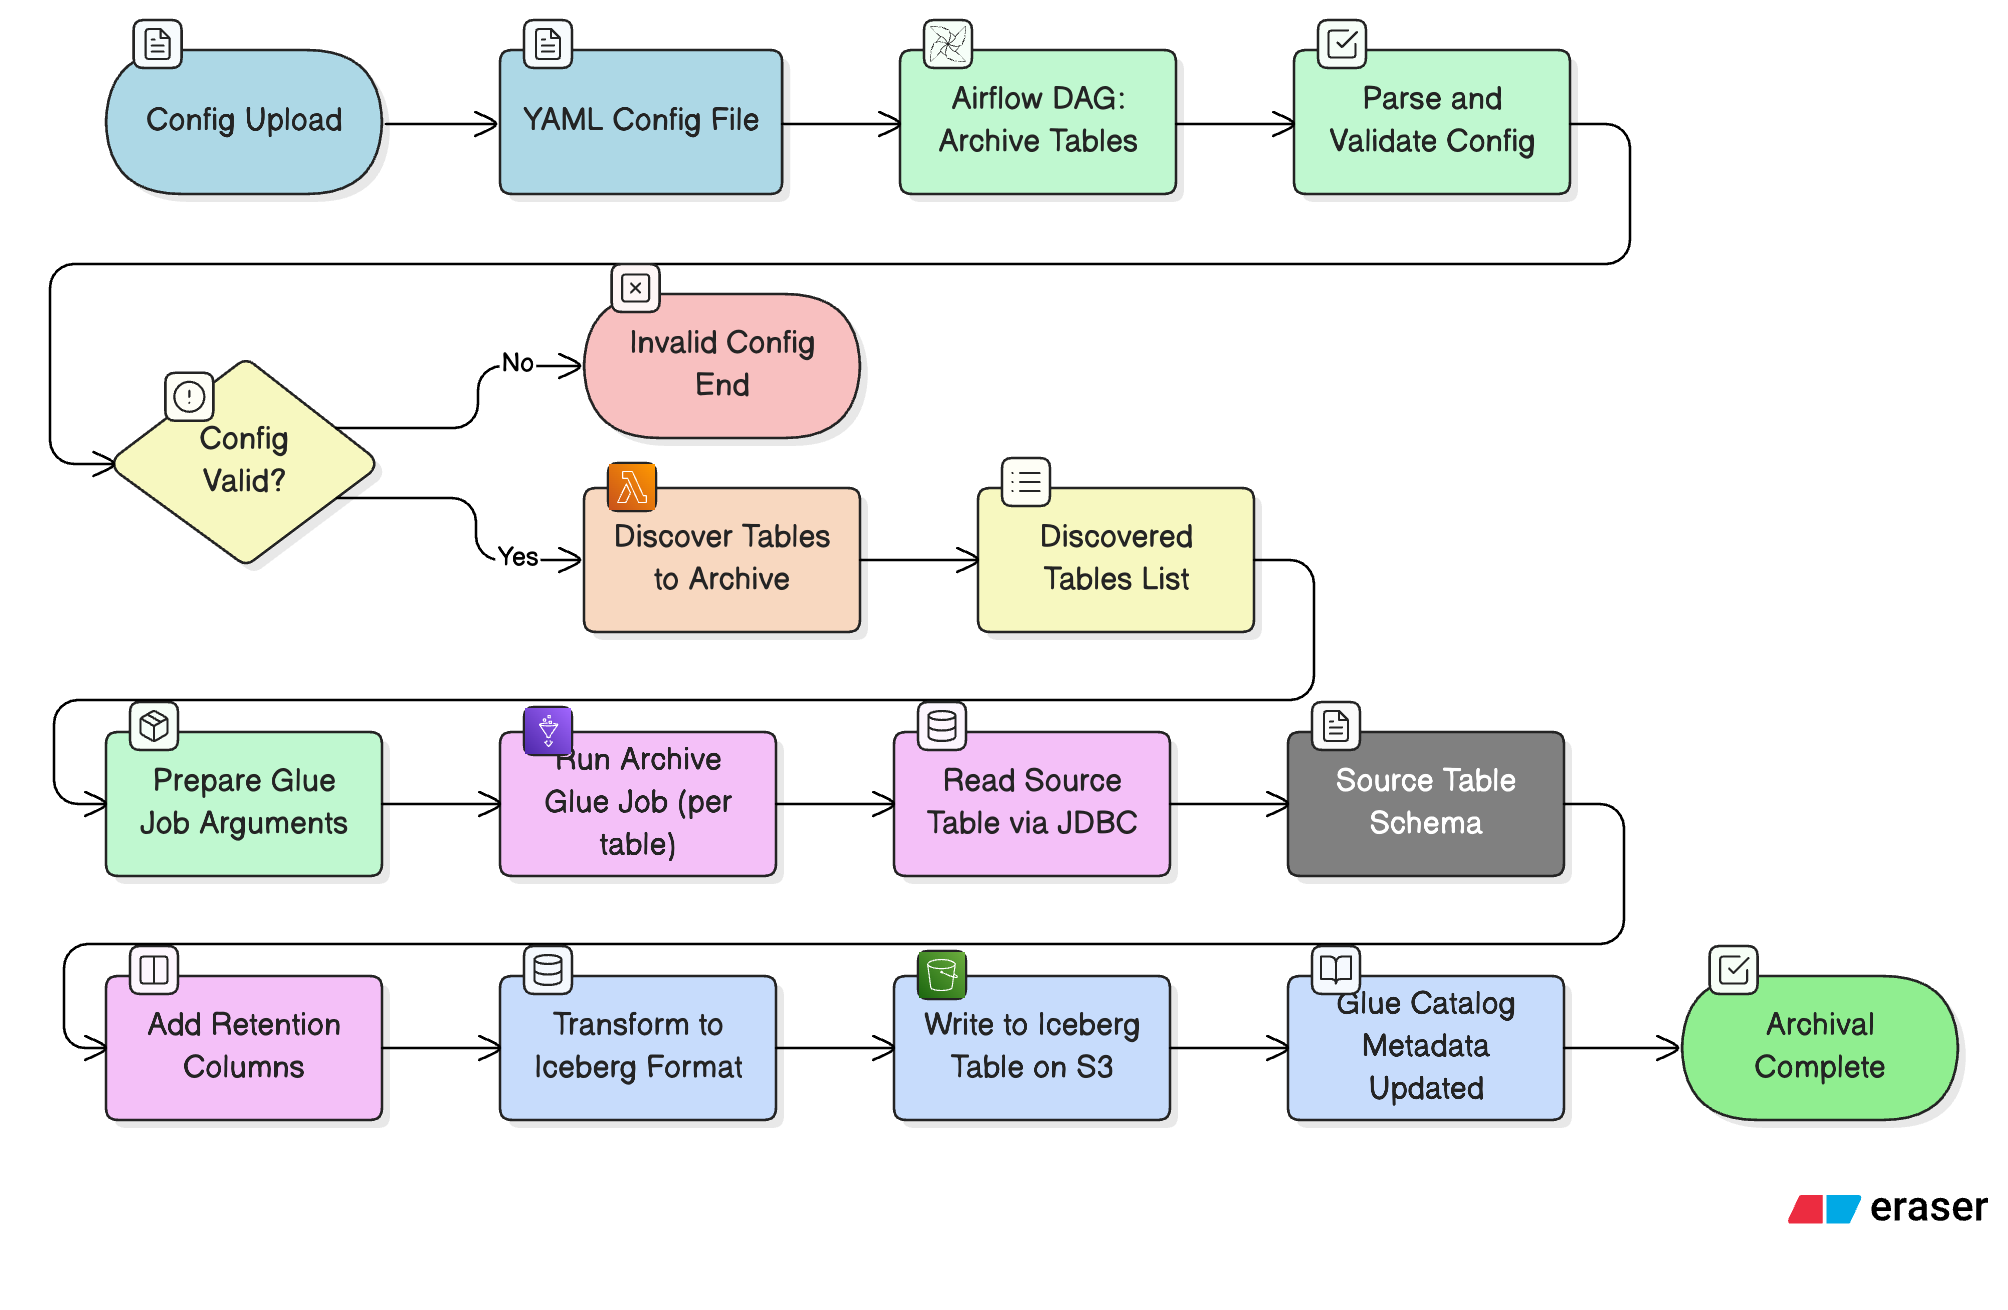 Config Upload
YAML Config File
Airflow DAG:
Archive Tables
Parse and
Validate Config
Config
Valid?
No
Invalid Config
End
Yes
Discover Tables
to Archive
Discovered
Tables List
Prepare Glue
Job Arguments
Run Archive
Glue Job (per
table)
Read Source
Table via JDBC
Source Table
Schema
Add Retention
Columns
Transform to
Iceberg Format
Write to Iceberg
Table on S3
Glue Catalog
Metadata
Updated
Archival
Complete
eraser